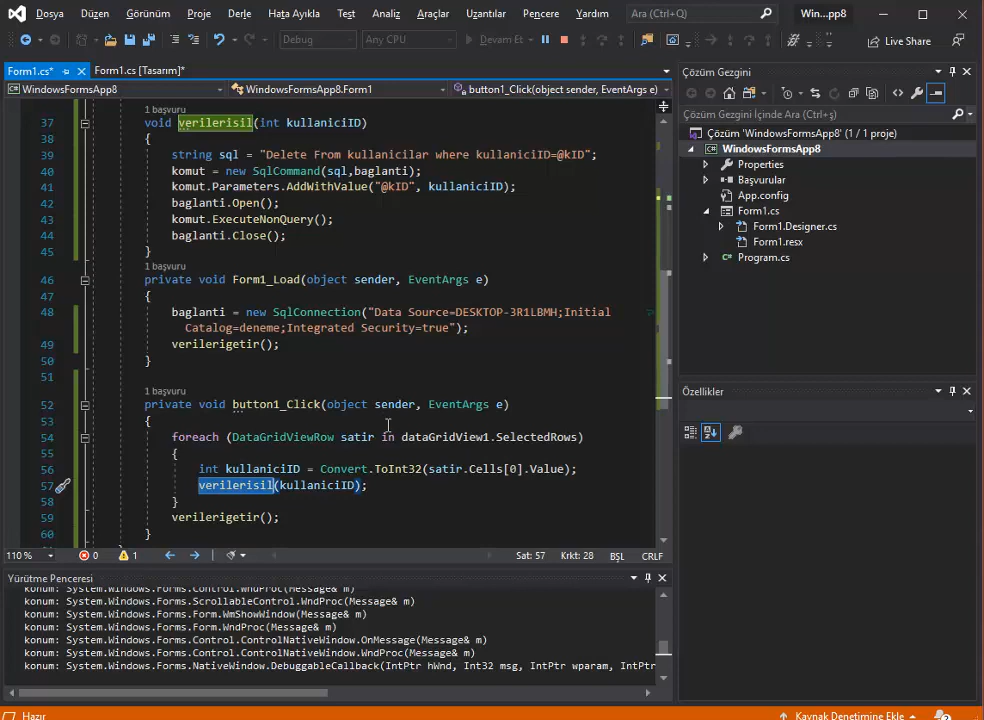 Dosya Düzen Görünüm Proje Derle Hata Ayıkla Test Analiz Araçlar Uzantılar Pencere Yardım Ara (Ctrl+Q) Win...pp8
Debug Any CPU Devam Et Live Share
Form1.cs* Form1.cs [Tasarım]*
WindowsFormsApp8 WindowsFormsApp8.Form1 button1_Click(object sender, EventArgs e)
1 başvuru
37 void verilerisil(int kullaniciID)
38 {
39 string sql = "Delete From kullanicilar where kullaniciID=@kID";
40 komut = new SqlCommand(sql,baglanti);
41 komut.Parameters.AddWithValue("@kID", kullaniciID);
42 baglanti.Open();
43 komut.ExecuteNonQuery();
44 baglanti.Close();
45 }
1 başvuru
46 private void Form1_Load(object sender, EventArgs e)
47 {
48 baglanti = new SqlConnection("Data Source=DESKTOP-3R1LBMH;Initial
Catalog=deneme;Integrated Security=true");
49 verilerigetir();
50 }
51
1 başvuru
52 private void button1_Click(object sender, EventArgs e)
53 {
54 foreach (DataGridViewRow satir in dataGridView1.SelectedRows)
55 {
56 int kullaniciID = Convert.ToInt32(satir.Cells[0].Value);
57 verilerisil(kullaniciID);
58 }
59 verilerigetir();
60 }
110 % 0 1 Sat: 57 Krkt: 28 BŞL CRLF
Yürütme Penceresi
konum: System.Windows.Forms.Control.WndProc(Message& m)
konum: System.Windows.Forms.ScrollableControl.WndProc(Message& m)
konum: System.Windows.Forms.Form.WmShowWindow(Message& m)
konum: System.Windows.Forms.Form.WndProc(Message& m)
konum: System.Windows.Forms.Control.ControlNativeWindow.OnMessage(Message& m)
konum: System.Windows.Forms.Control.ControlNativeWindow.WndProc(Message& m)
konum: System.Windows.Forms.NativeWindow.DebuggableCallback(IntPtr hWnd, Int32 msg, IntPtr wparam, IntPtr
Çözüm Gezgini
Çözüm Gezgini İçinde Ara (Ctrl+ş)
Çözüm 'WindowsFormsApp8' (1 / 1 proje)
WindowsFormsApp8
Properties
Başvurular
App.config
Form1.cs
Form1.Designer.cs
Form1.resx
Program.cs
Özellikler
Hazır Kaynak Denetimine Ekle